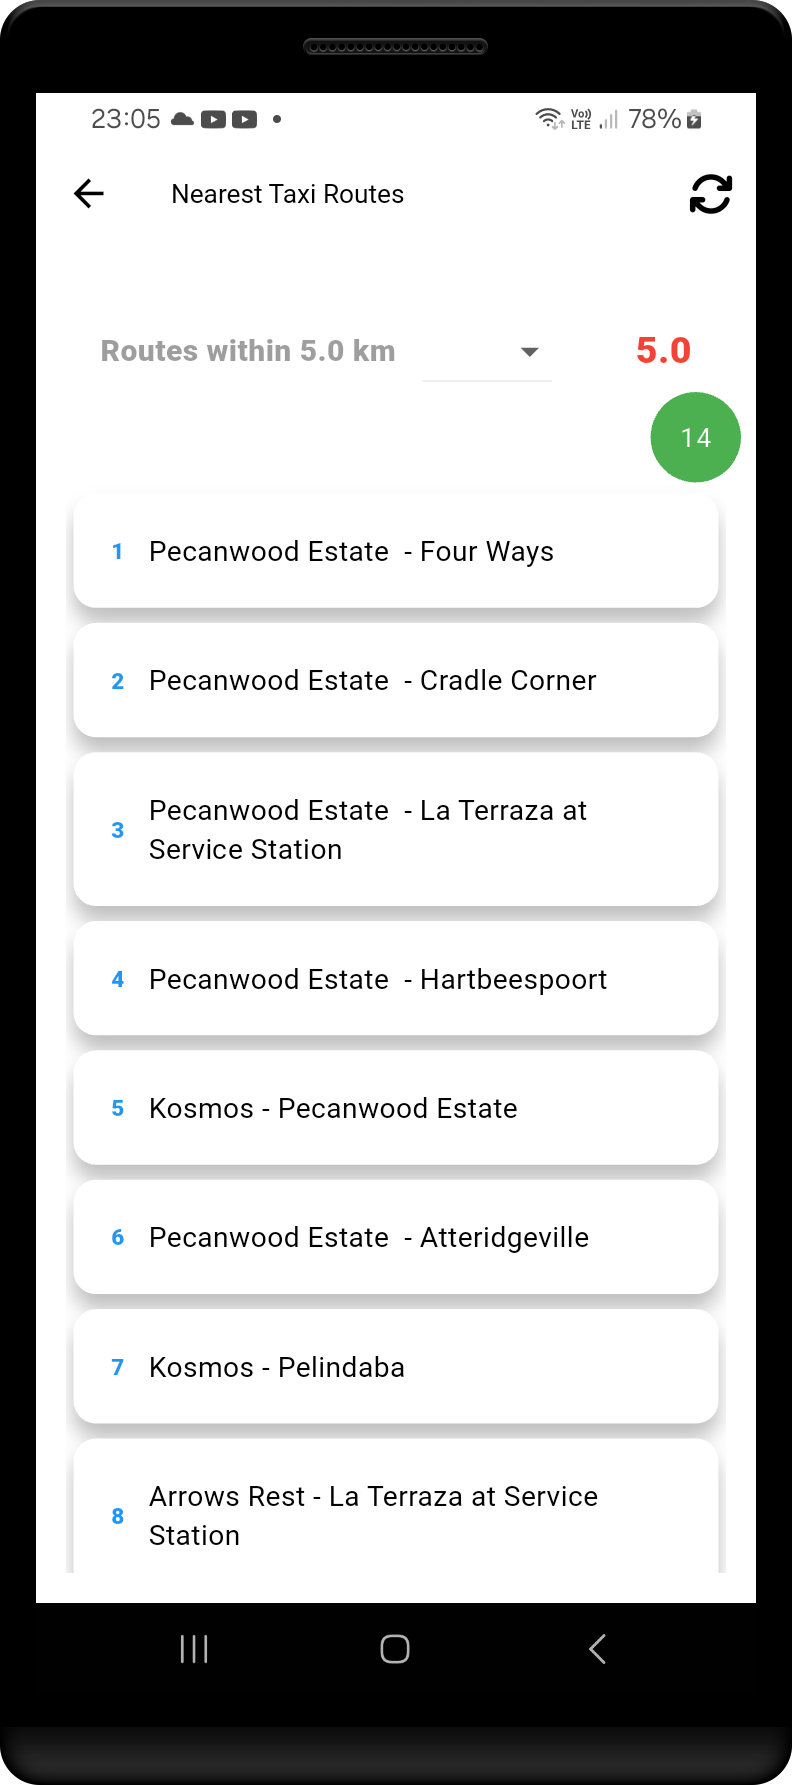 23:05
Vo)) LTE 78%
Nearest Taxi Routes
Routes within 5.0 km
5.0
14
1 Pecanwood Estate  - Four Ways
2 Pecanwood Estate  - Cradle Corner
3 Pecanwood Estate  - La Terraza at
Service Station
4 Pecanwood Estate  - Hartbeespoort
5 Kosmos - Pecanwood Estate
6 Pecanwood Estate  - Atteridgeville
7 Kosmos - Pelindaba
8 Arrows Rest - La Terraza at Service
Station